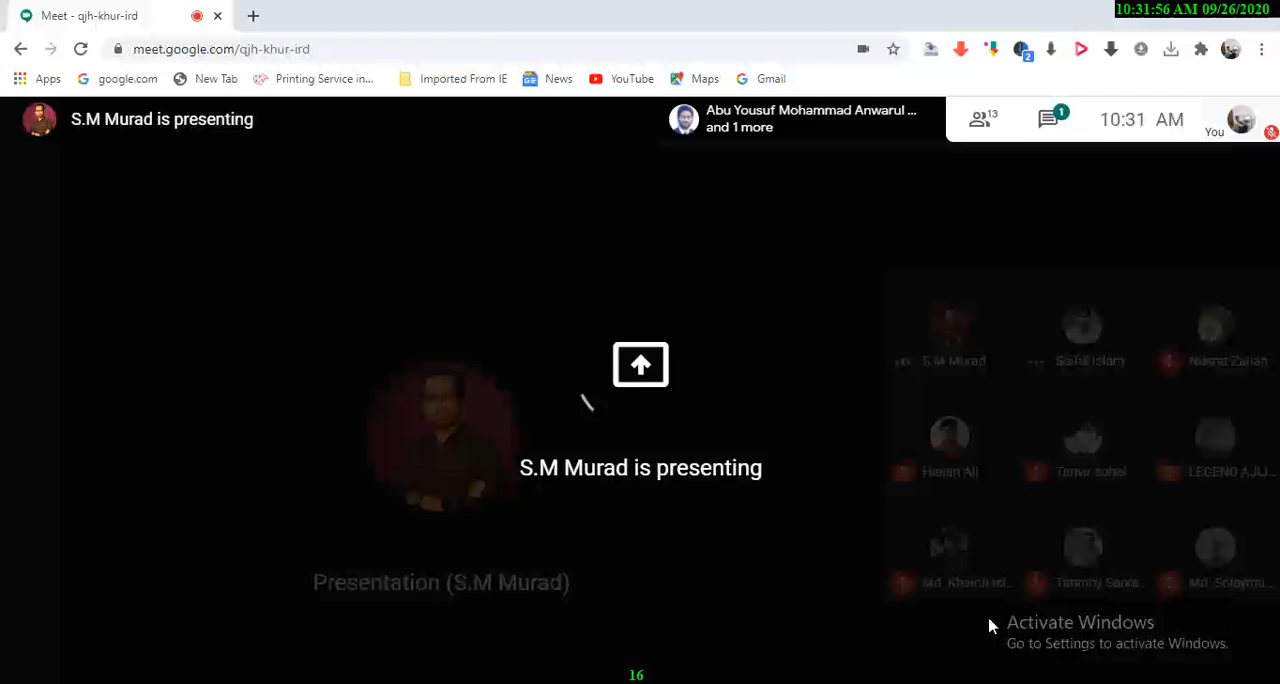 10:31:56 AM 09/26/2020
Meet - qjh-khur-ird
meet.google.com/qjh-khur-ird
2
Apps google.com New Tab Printing Service in... Imported From IE News YouTube Maps Gmail
S.M Murad is presenting
Abu Yousuf Mohammad Anwarul ...
and 1 more
13
1
10:31 AM
You
S.M Murad
Saiful Islam
Nusrat Zahan
S.M Murad is presenting
Hasan Ali
Tanvir sohel
LEGEND
Presentation (S.M Murad)
Md. Khairul Isl...
Tanmoy Sarka...
Md. Solaymu...
Activate Windows
Go to Settings to activate Windows.
16